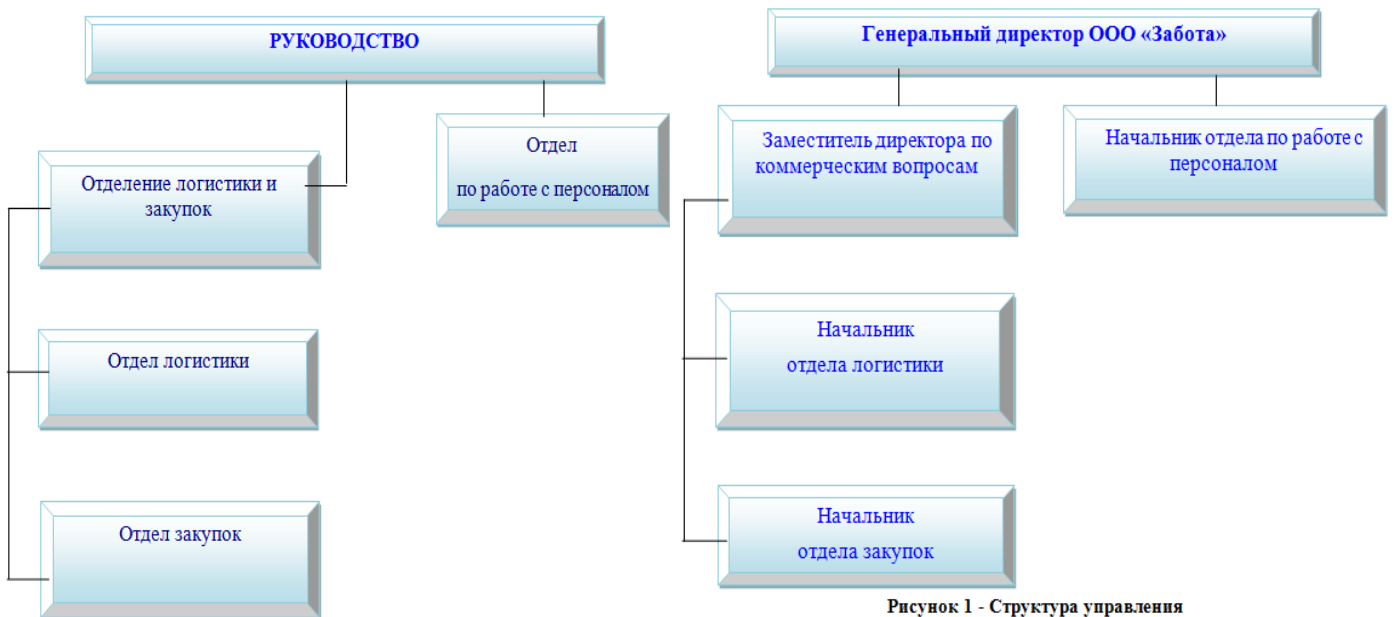 РУКОВОДСТВО
Отдел
по работе с персоналом
Отделение логистики и
закупок
Отдел логистики
Отдел закупок
Генеральный директор ООО «Забота»
Заместитель директора по
коммерческим вопросам
Начальник отдела по работе с
персоналом
Начальник
отдела логистики
Начальник
отдела закупок
Рисунок 1 - Структура управления